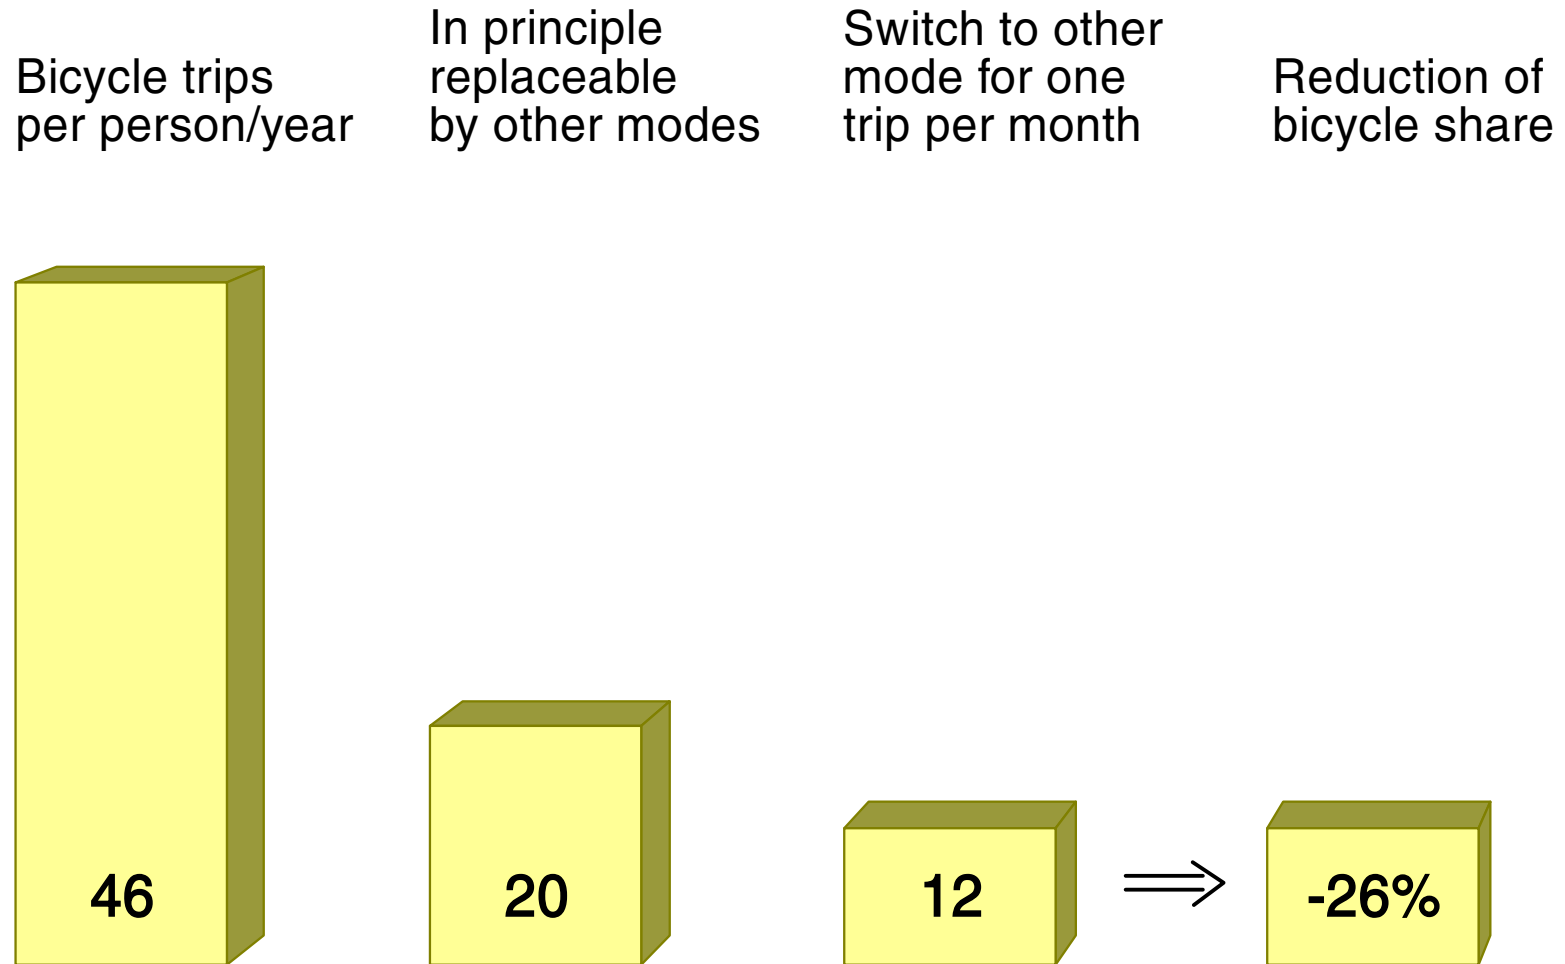 Bicycle trips
per person/year
In principle
replaceable
by other modes
Switch to other
mode for one
trip per month
Reduction of
bicycle share
46
20
12
-26%